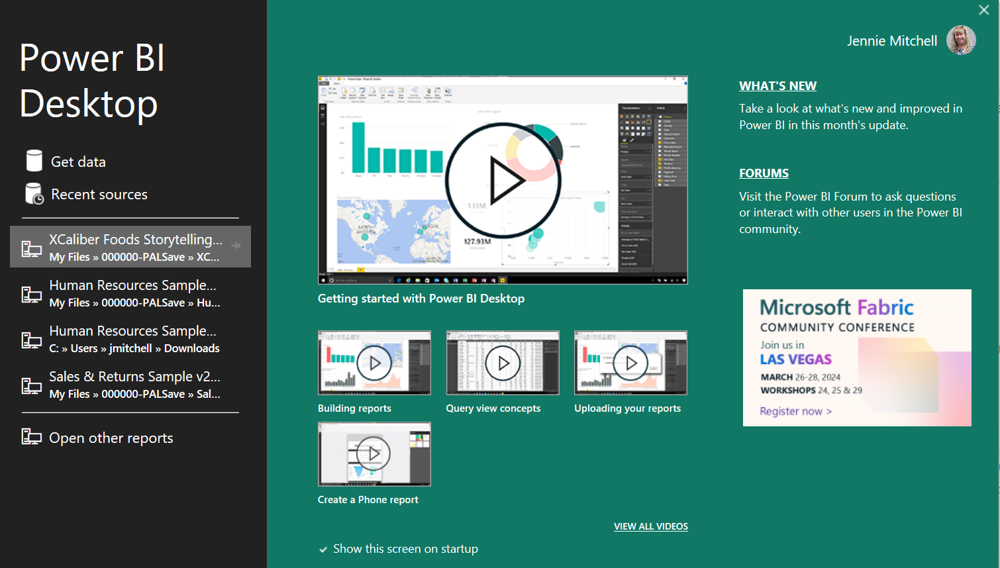 Power BI
Desktop
Get data
Recent sources
XCaliber Foods Storytelling...
My Files » 000000-PALSave » XC...
Human Resources Sample...
My Files » 000000-PALSave » Hu...
Human Resources Sample...
C: » Users » jmitchell » Downloads
Sales & Returns Sample v2...
My Files » 000000-PALSave » Sal...
Open other reports
Jennie Mitchell
1.13M
127.93M
Getting started with Power BI Desktop
Building reports
Query view concepts
Uploading your reports
Create a Phone report
VIEW ALL VIDEOS
Show this screen on startup
WHAT'S NEW
Take a look at what's new and improved in
Power BI in this month's update.
FORUMS
Visit the Power BI Forum to ask questions
or interact with other users in the Power BI
community.
Microsoft Fabric
COMMUNITY CONFERENCE
Join us in
LAS VEGAS
MARCH 26-28, 2024
WORKSHOPS 24, 25 & 29
Register now >